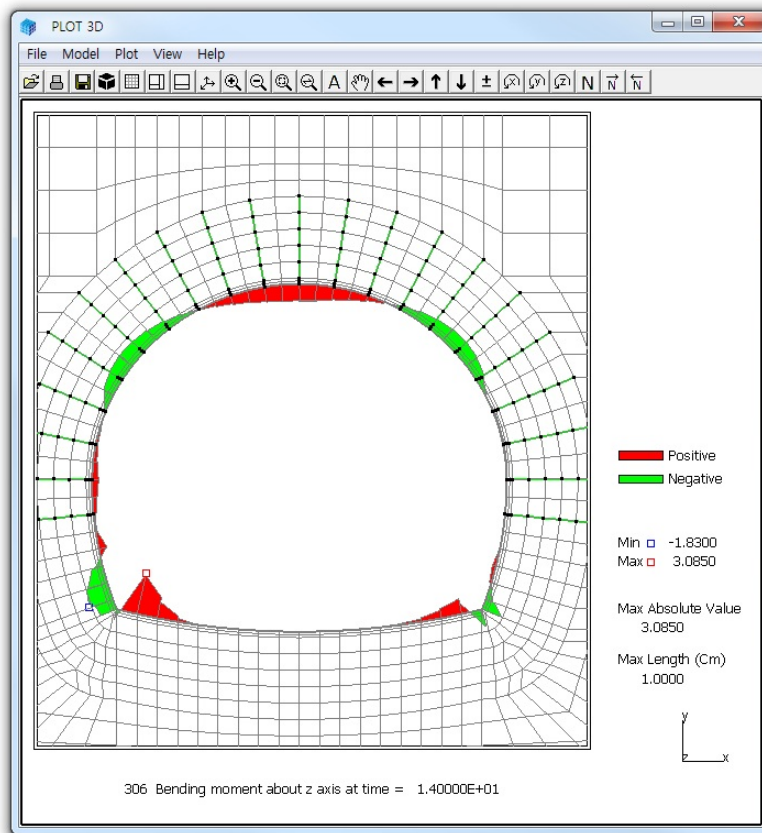 PLOT 3D
File Model Plot View Help
A ± (x) (y) (z) N N N
Positive
Negative
Min -1.8300
Max 3.0850
Max Absolute Value
3.0850
Max Length (Cm)
1.0000
y
z x
306 Bending moment about z axis at time = 1.40000E+01